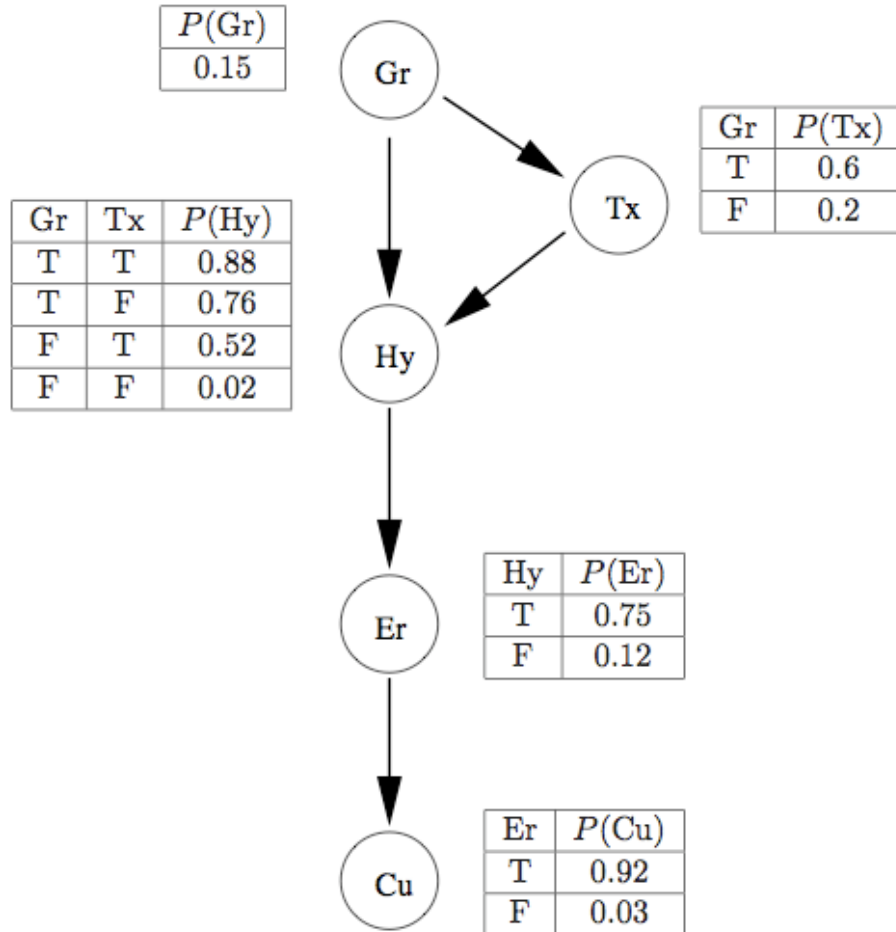 P(Gr)
0.15
Gr
Gr P(Tx)
T 0.6
F 0.2
Tx
Gr Tx P(Hy)
T T 0.88
T F 0.76
F T 0.52
F F 0.02
Hy
Hy P(Er)
T 0.75
F 0.12
Er
Er P(Cu)
T 0.92
F 0.03
Cu